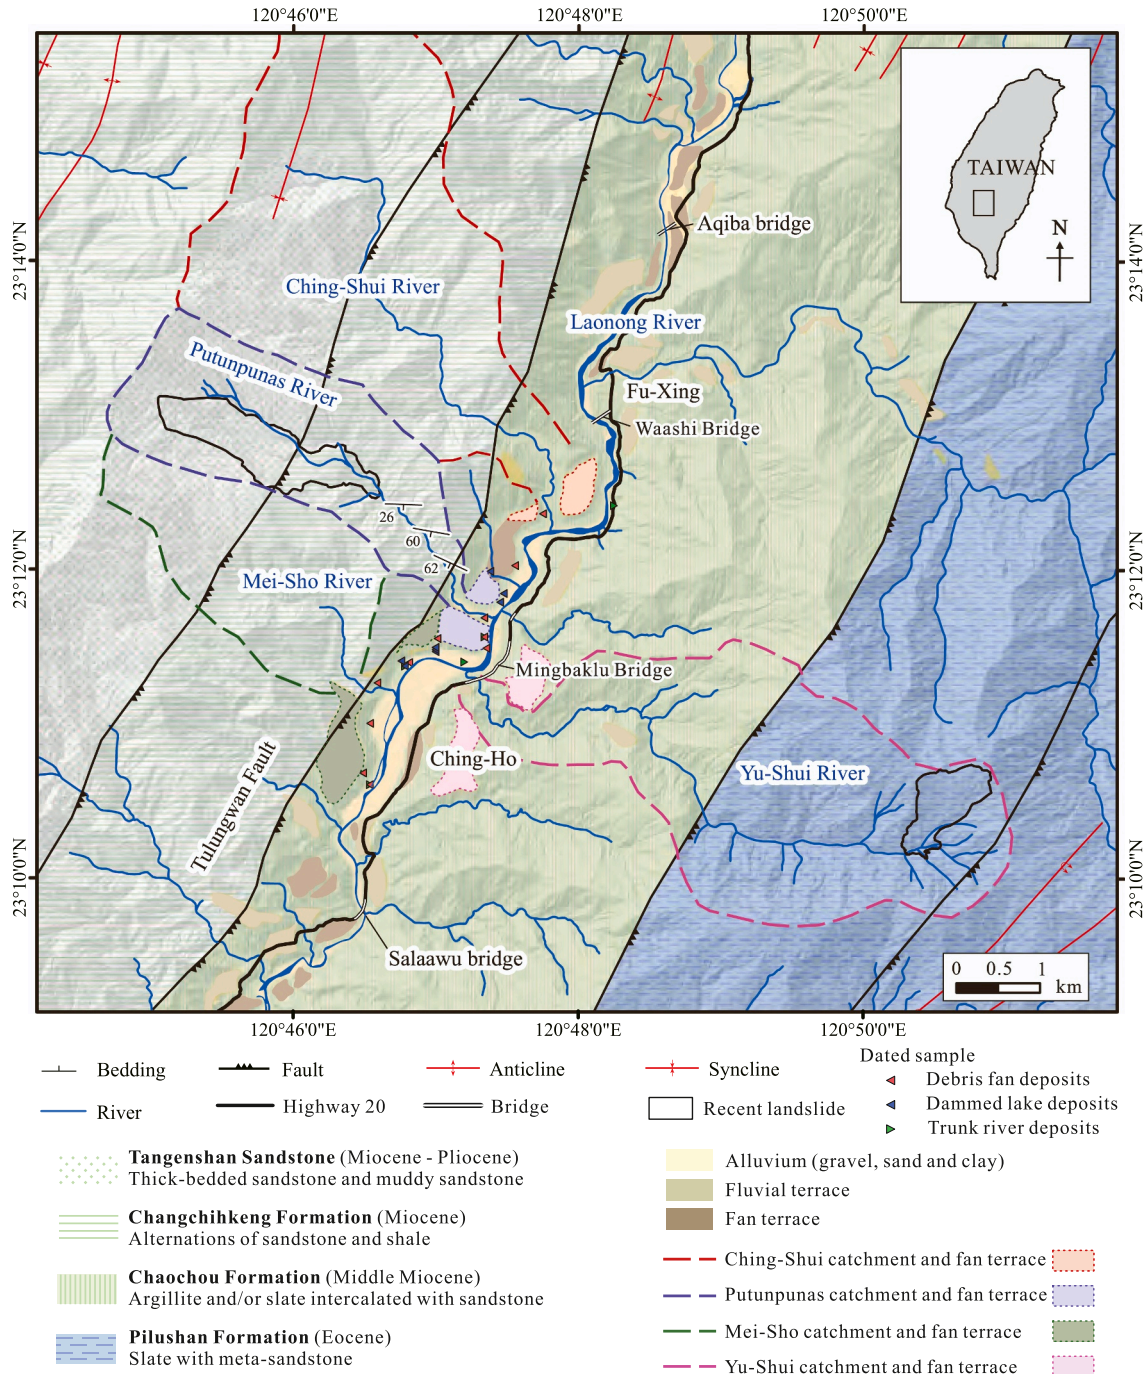 120°46'0"E
120°48'0"E
120°50'0"E
TAIWAN
N
Aqiba bridge
23°14'0"N
23°14'0"N
Ching-Shui River
Laonong River
Putunpunas River
Fu-Xing
Waashi Bridge
26
60
62
23°12'0"N
23°12'0"N
Mei-Sho River
Mingbaklu Bridge
Ching-Ho
Yu-Shui River
Tulungwan Fault
23°10'0"N
23°10'0"N
Salaawu bridge
0 0.5 1
km
120°46'0"E
120°48'0"E
120°50'0"E
Bedding
Fault
Anticline
Syncline
River
Highway 20
Bridge
Recent landslide
Dated sample
Debris fan deposits
Dammed lake deposits
Trunk river deposits
Tangenshan Sandstone (Miocene - Pliocene)
Thick-bedded sandstone and muddy sandstone
Changchihkeng Formation (Miocene)
Alternations of sandstone and shale
Chaochou Formation (Middle Miocene)
Argillite and/or slate intercalated with sandstone
Pilushan Formation (Eocene)
Slate with meta-sandstone
Alluvium (gravel, sand and clay)
Fluvial terrace
Fan terrace
Ching-Shui catchment and fan terrace
Putunpunas catchment and fan terrace
Mei-Sho catchment and fan terrace
Yu-Shui catchment and fan terrace